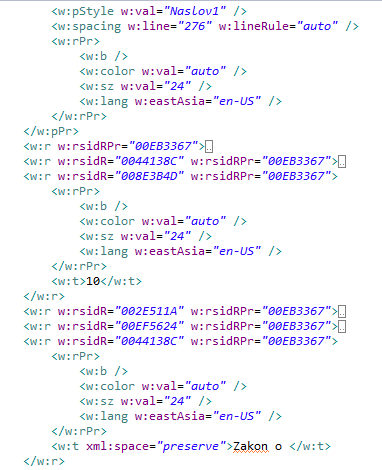 <w:pStyle w:val="Naslov1" />
<w:spacing w:line="276" w:lineRule="auto" />
<w:rPr>
<w:b />
<w:color w:val="auto" />
<w:sz w:val="24" />
<w:lang w:eastAsia="en-US" />
</w:rPr>
</w:pPr>
<w:r w:rsidRPr="00EB3367">..
<w:r w:rsidR="0044138C" w:rsidRPr="00EB3367">..
<w:r w:rsidR="008E3B4D" w:rsidRPr="00EB3367">
<w:rPr>
<w:b />
<w:color w:val="auto" />
<w:sz w:val="24" />
<w:lang w:eastAsia="en-US" />
</w:rPr>
<w:t>10</w:t>
</w:r>
<w:r w:rsidR="002E511A" w:rsidRPr="00EB3367">..
<w:r w:rsidR="00EF5624" w:rsidRPr="00EB3367">..
<w:r w:rsidR="0044138C" w:rsidRPr="00EB3367">
<w:rPr>
<w:b />
<w:color w:val="auto" />
<w:sz w:val="24" />
<w:lang w:eastAsia="en-US" />
</w:rPr>
<w:t xml:space="preserve">Zakon o </w:t>
</w:r>